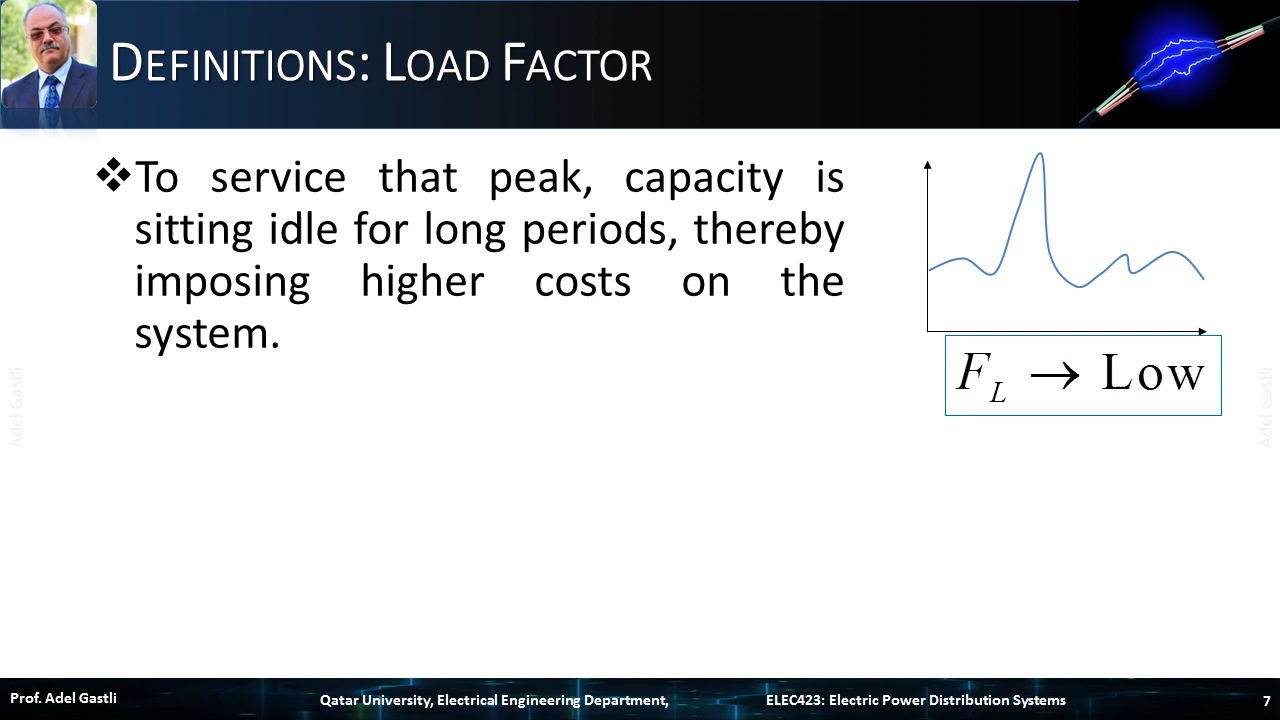 DEFINITIONS: LOAD FACTOR
❖To service that peak, capacity is
sitting idle for long periods, thereby
imposing higher costs on the
system.
F_L → Low
Adel Gastli
Adel Gastli
Prof. Adel Gastli
Qatar University, Electrical Engineering Department,
ELEC423: Electric Power Distribution Systems
7